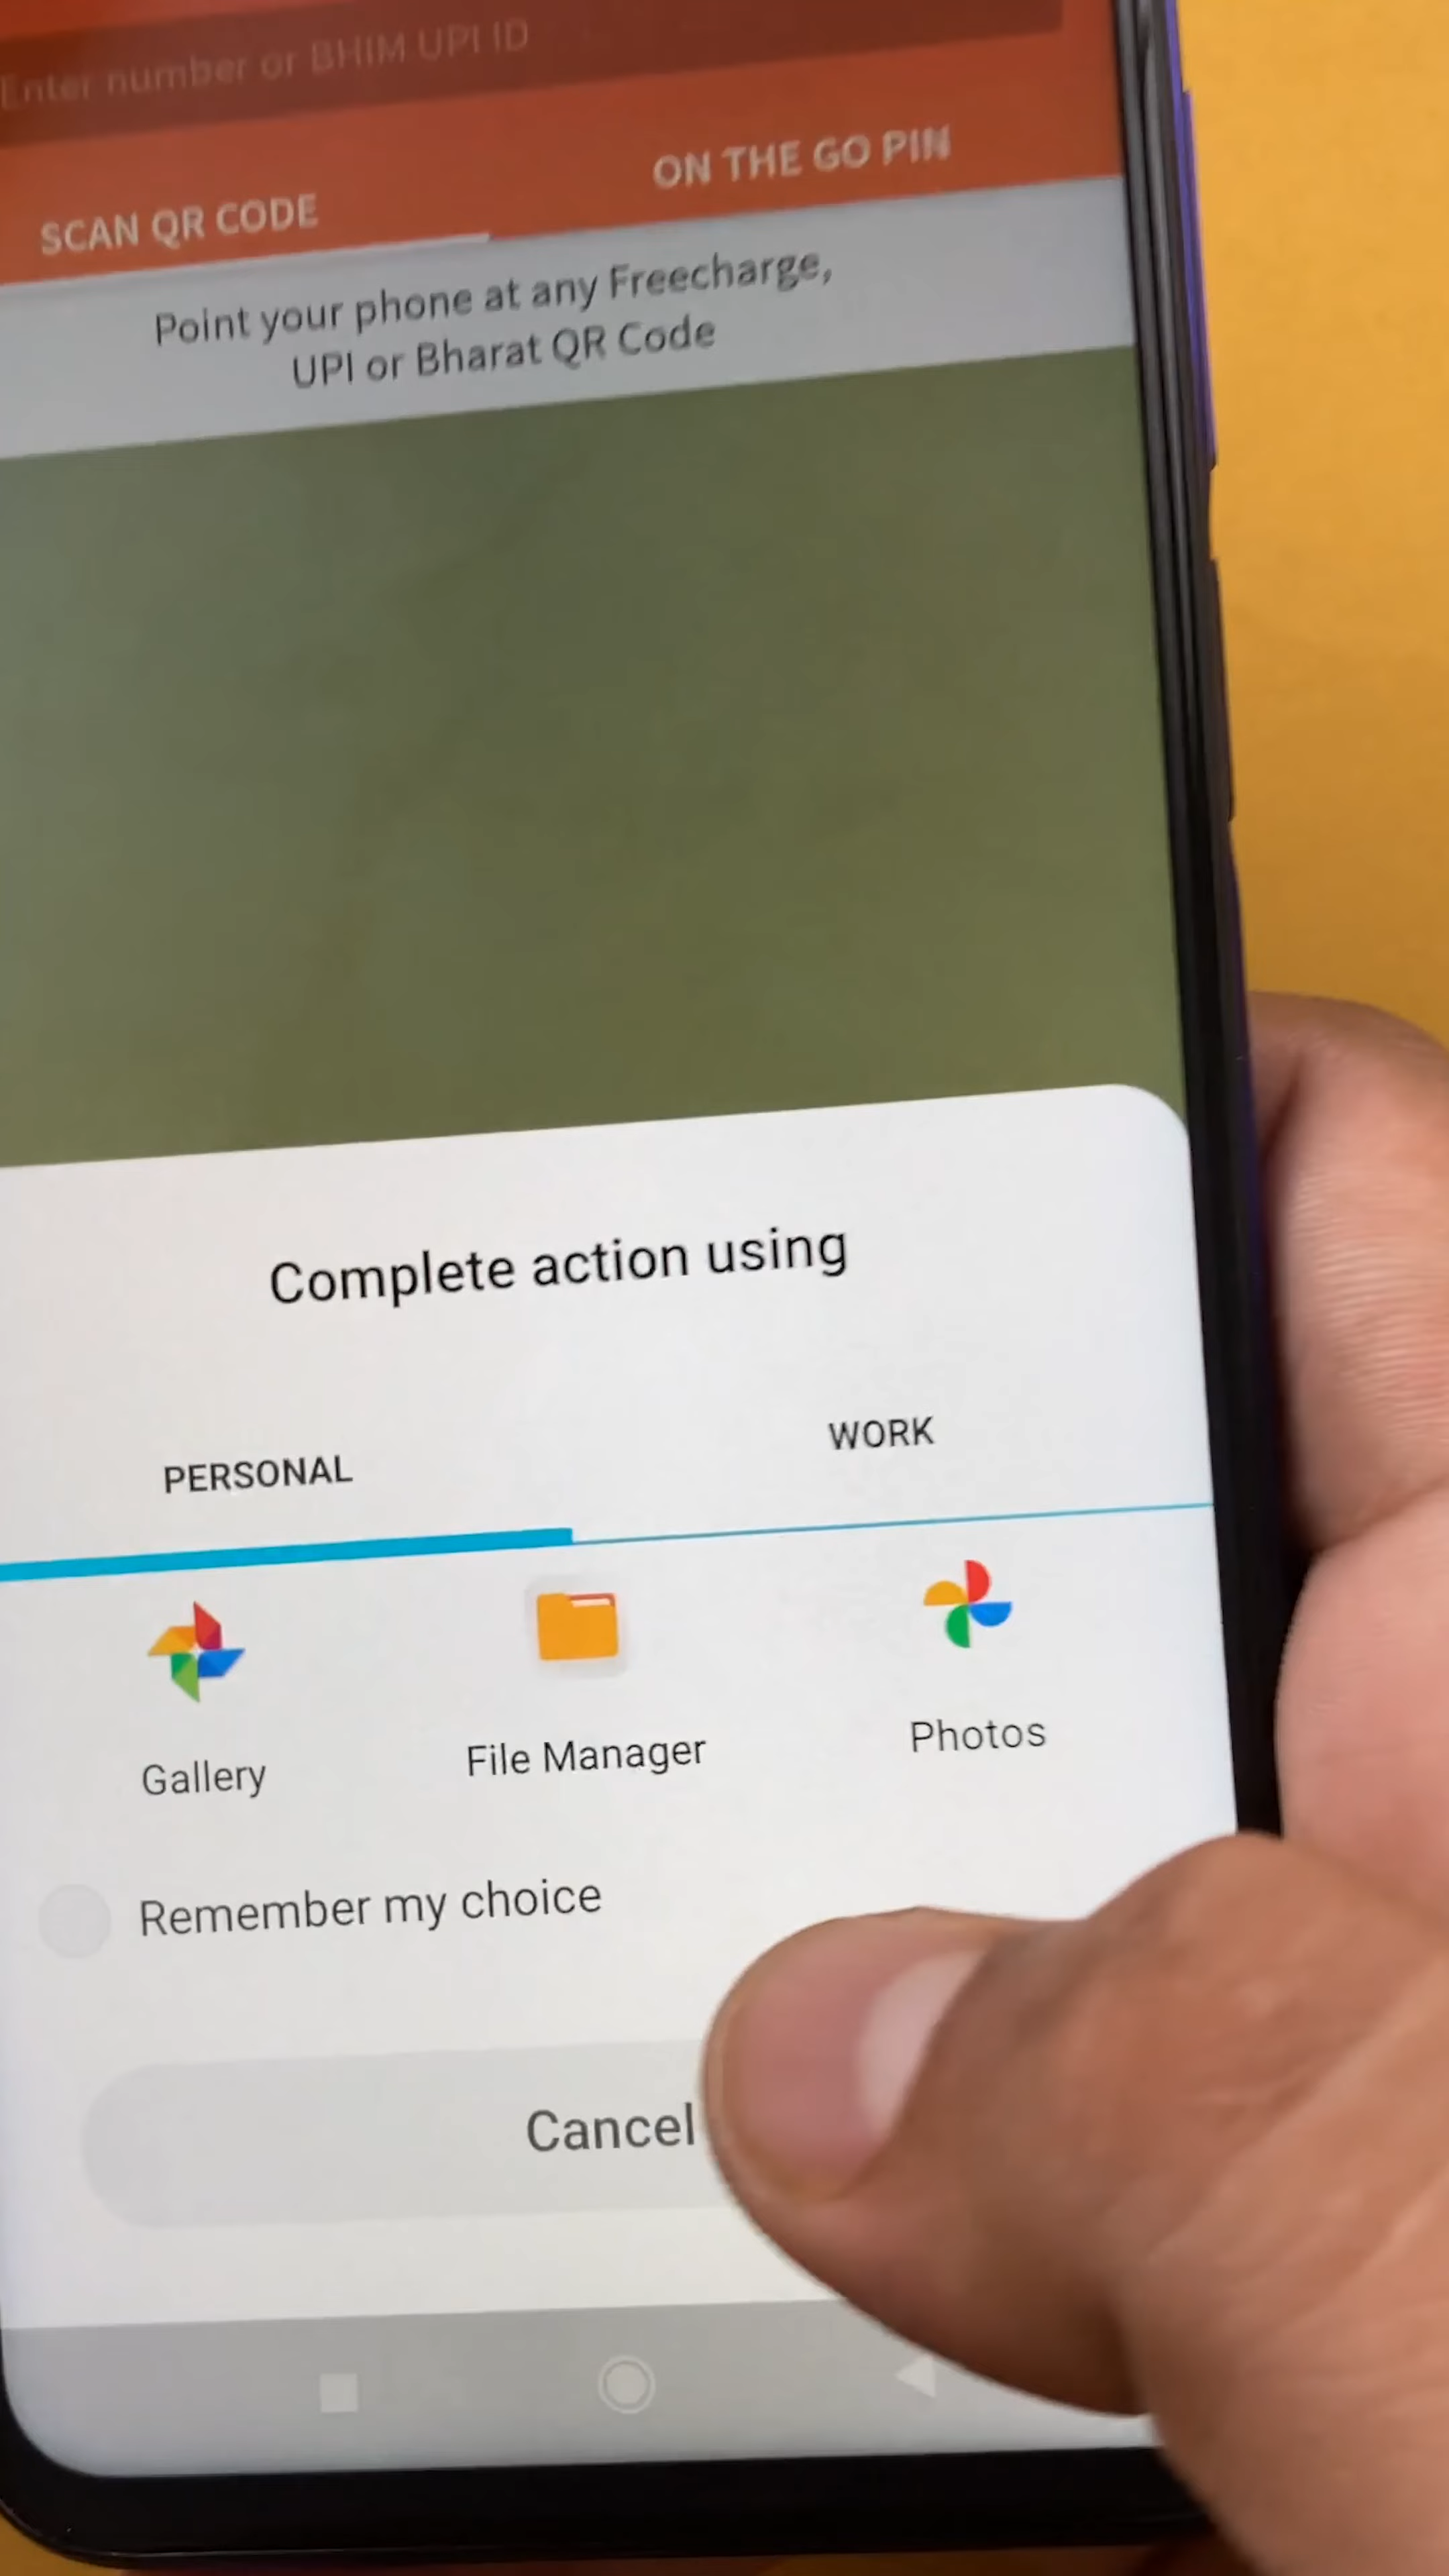 Enter number or BHIM UPI ID
SCAN QR CODE
ON THE GO PIN
Point your phone at any Freecharge,
UPI or Bharat QR Code
Complete action using
PERSONAL
WORK
Gallery
File Manager
Photos
Remember my choice
Cancel